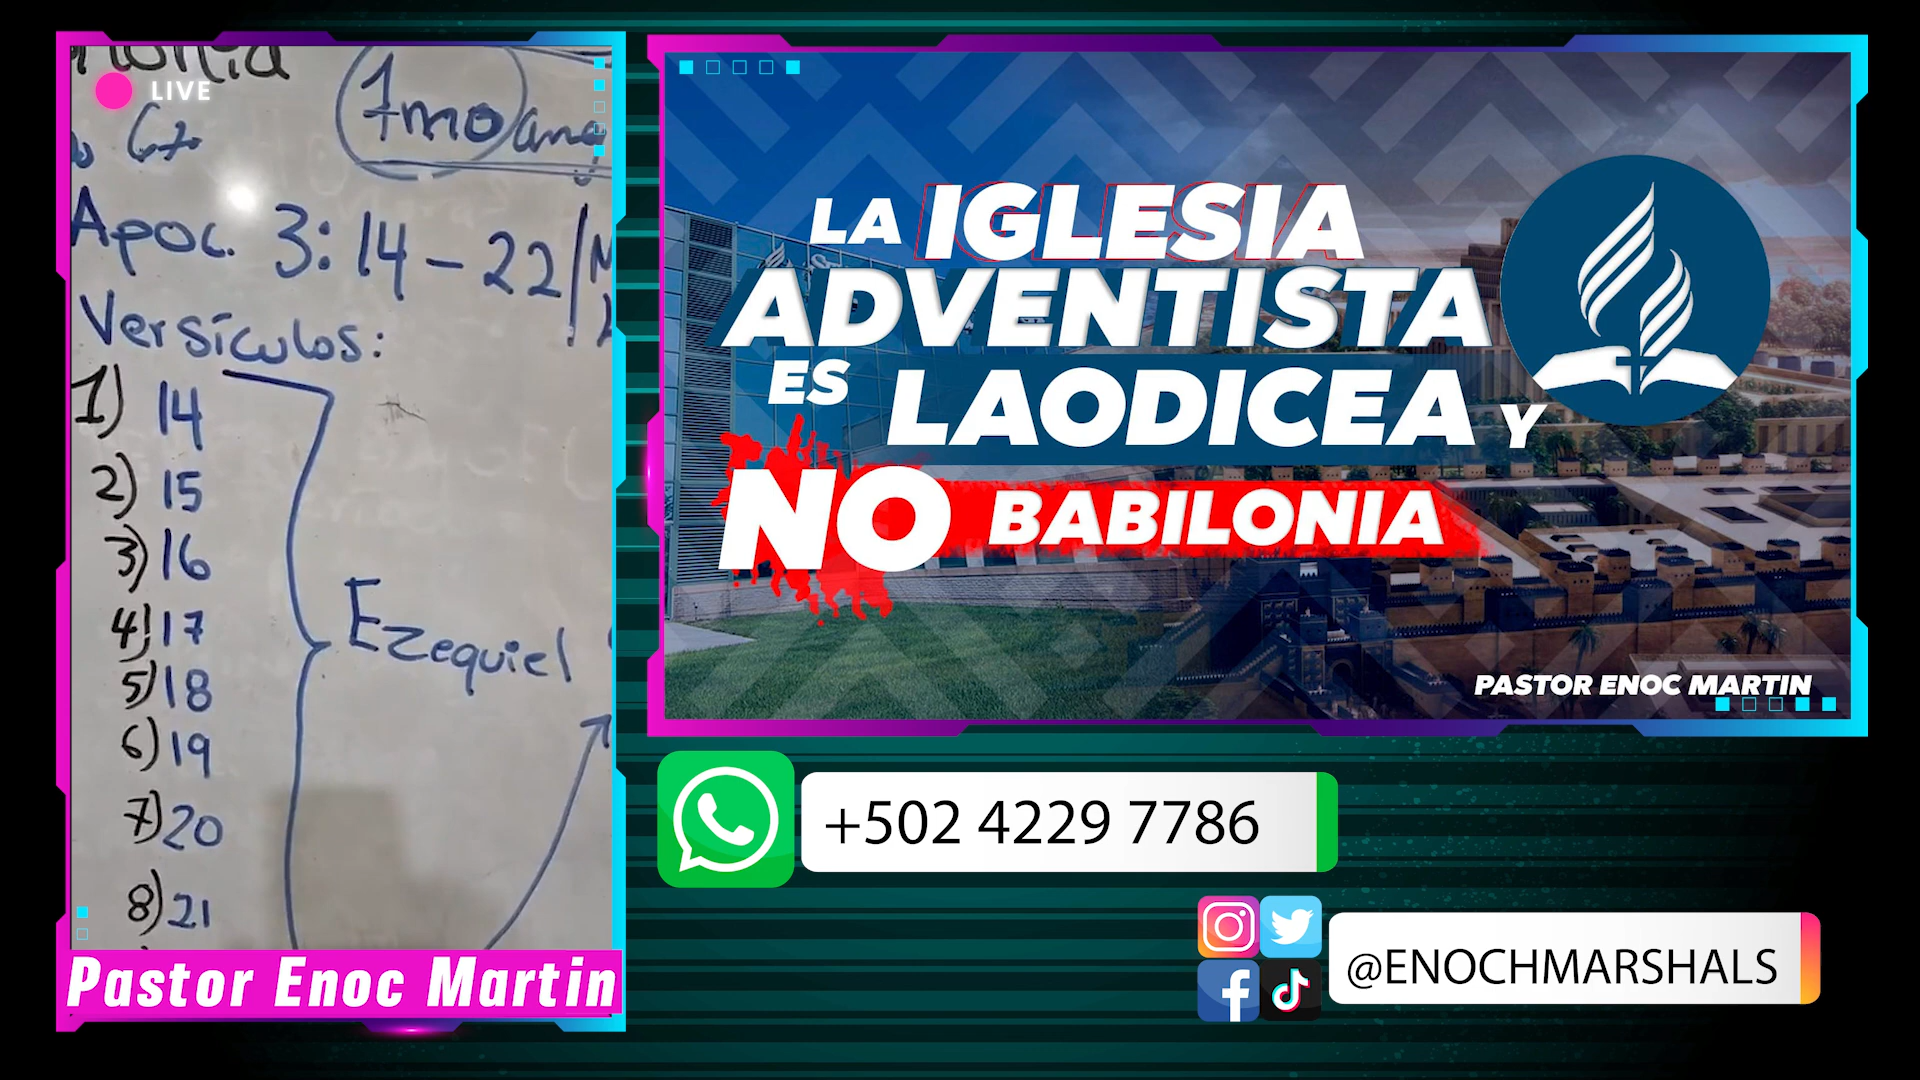 LIVE
7mo ang
Apoc. 3:14-22/
Versículos:
1) 14
2) 15
3) 16
4) 17
5) 18
6) 19
7) 20
8) 21
Ezequiel
Pastor Enoc Martin
LA IGLESIA
ADVENTISTA
ES LAODICEA Y
NO BABILONIA
PASTOR ENOC MARTIN
+502 4229 7786
@ENOCHMARSHALS